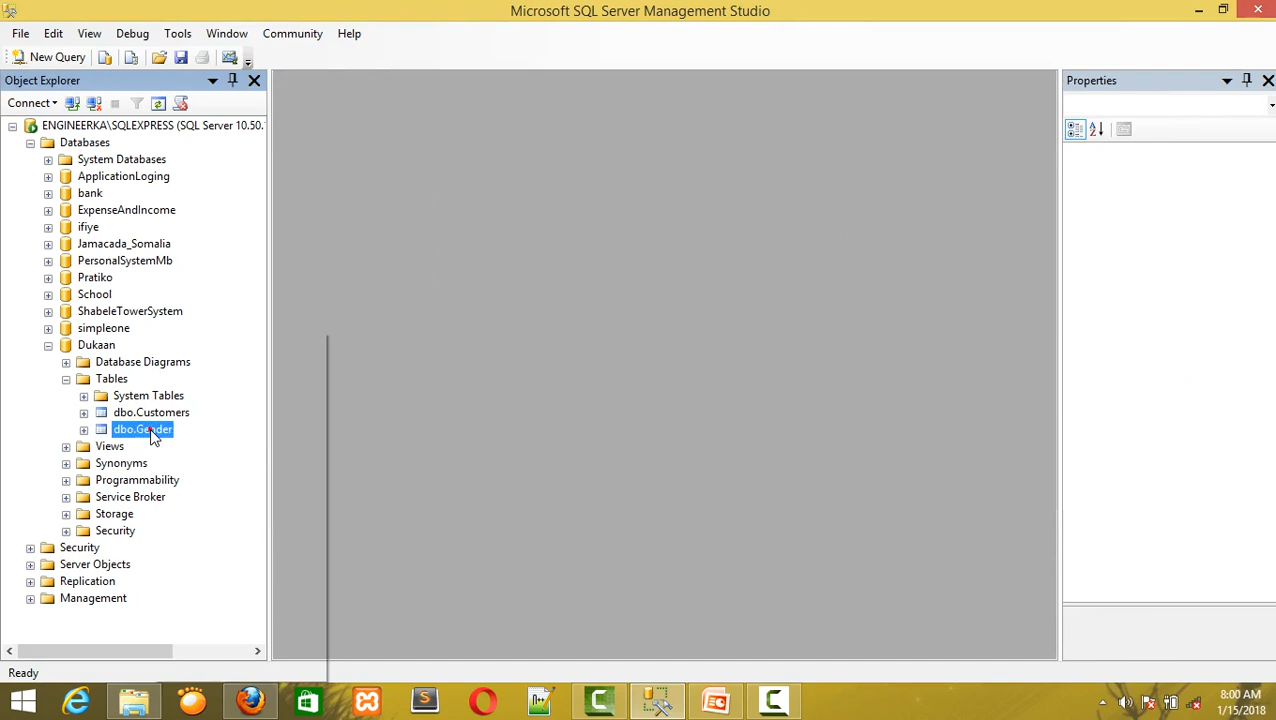 Microsoft SQL Server Management Studio
File Edit View Debug Tools Window Community Help
New Query
Object Explorer
Properties
Connect
ENGINEERKA\SQLEXPRESS (SQL Server 10.50.
Databases
System Databases
ApplicationLoging
bank
ExpenseAndIncome
ifiye
Jamacada_Somalia
PersonalSystemMb
Pratiko
School
ShabeleTowerSystem
simpleone
Dukaan
Database Diagrams
Tables
System Tables
dbo.Customers
dbo.Gender
Views
Synonyms
Programmability
Service Broker
Storage
Security
Security
Server Objects
Replication
Management
Ready
8:00 AM
1/15/2018